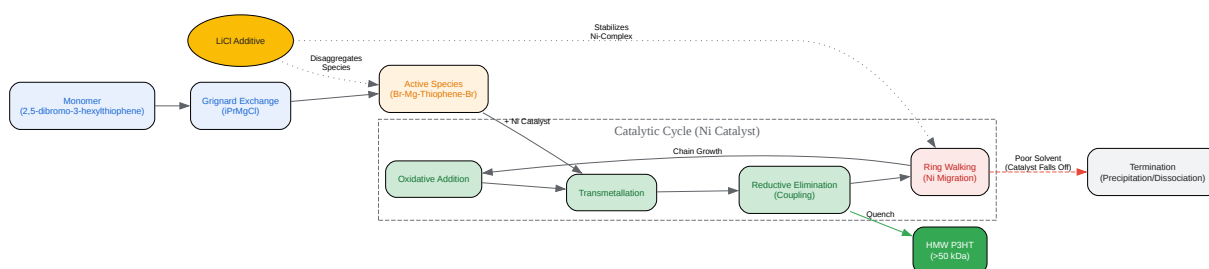 LiCl Additive
Stabilizes
Ni-Complex
Disaggregates
Species
Monomer
(2,5-dibromo-3-hexylthiophene)
Grignard Exchange
(iPrMgCl)
Active Species
(Br-Mg-Thiophene-Br)
+ Ni Catalyst
Catalytic Cycle (Ni Catalyst)
Chain Growth
Oxidative Addition
Transmetallation
Reductive Elimination
(Coupling)
Ring Walking
(Ni Migration)
Poor Solvent
(Catalyst Falls Off)
Termination
(Precipitation/Dissociation)
Quench
HMW P3HT
(>50 kDa)